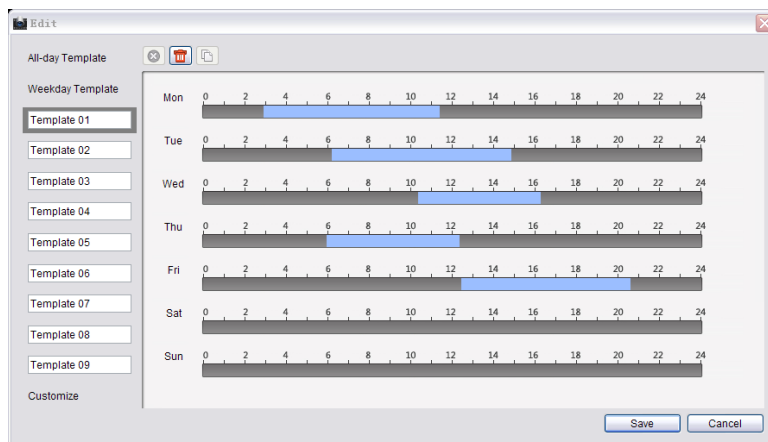 Edit
All-day Template
Weekday Template
Template 01
Template 02
Template 03
Template 04
Template 05
Template 06
Template 07
Template 08
Template 09
Customize
Mon 0 2 4 6 8 10 12 14 16 18 20 22 24
Tue 0 2 4 6 8 10 12 14 16 18 20 22 24
Wed 0 2 4 6 8 10 12 14 16 18 20 22 24
Thu 0 2 4 6 8 10 12 14 16 18 20 22 24
Fri 0 2 4 6 8 10 12 14 16 18 20 22 24
Sat 0 2 4 6 8 10 12 14 16 18 20 22 24
Sun 0 2 4 6 8 10 12 14 16 18 20 22 24
Save Cancel